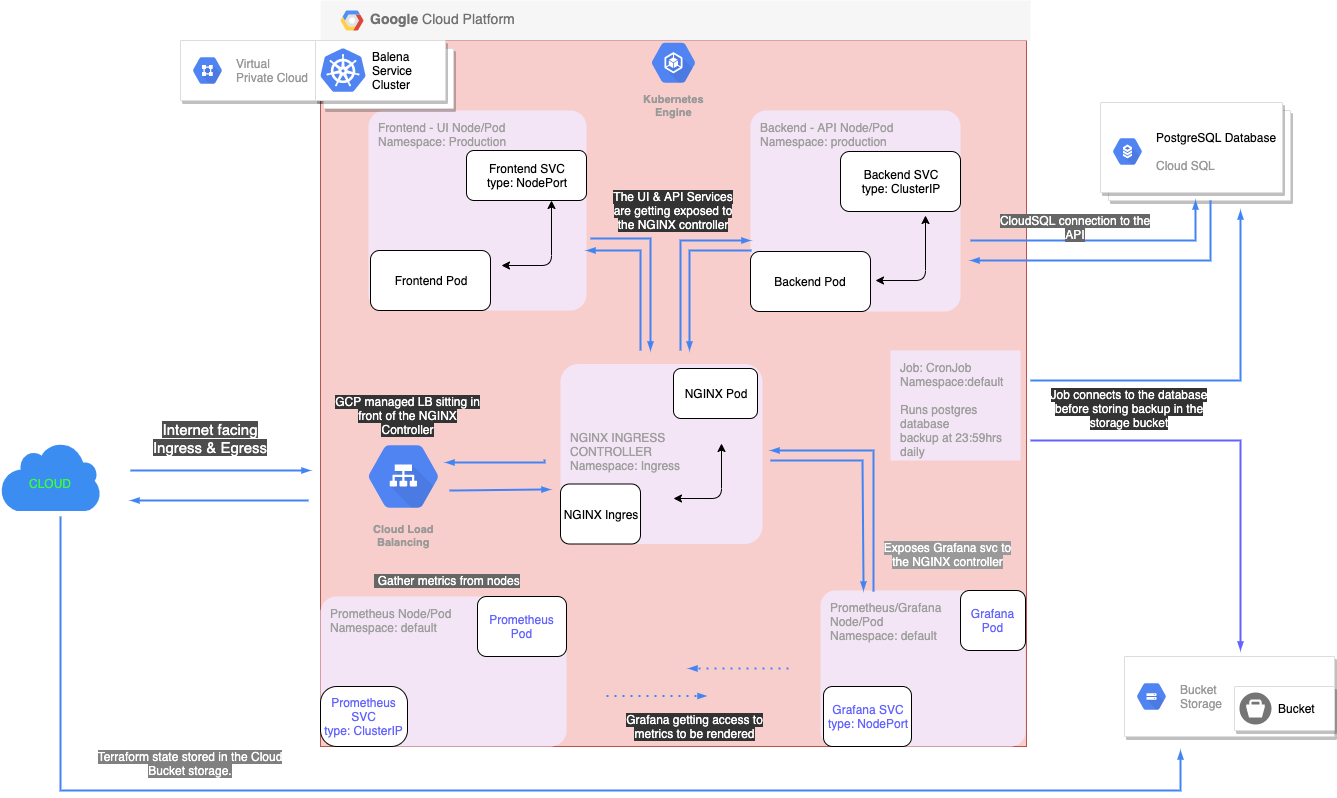 Google Cloud Platform
Virtual
Private Cloud
Balena
Service
Cluster
Kubernetes
Engine
Frontend - UI Node/Pod
Namespace: Production
Frontend SVC
type: NodePort
Frontend Pod
The UI & API Services
are getting exposed to
the NGINX controller
Backend - API Node/Pod
Namespace: production
Backend SVC
type: ClusterIP
Backend Pod
PostgreSQL Database
Cloud SQL
CloudSQL connection to the
API
Job: CronJob
Namespace:default
Runs postgres
database
backup at 23:59hrs
daily
Job connects to the database
before storing backup in the
storage bucket
GCP managed LB sitting in
front of the NGINX
Controller
NGINX Pod
NGINX INGRESS
CONTROLLER
Namespace: Ingress
NGINX Ingres
Internet facing
Ingress & Egress
CLOUD
Cloud Load
Balancing
Exposes Grafana svc to
the NGINX controller
Gather metrics from nodes
Prometheus Node/Pod
Namespace: default
Prometheus
Pod
Prometheus
SVC
type: ClusterIP
Prometheus/Grafana
Node/Pod
Namespace: default
Grafana
Pod
Grafana SVC
type: NodePort
Grafana getting access to
metrics to be rendered
Bucket
Storage
Bucket
Terraform state stored in the Cloud
Bucket storage.